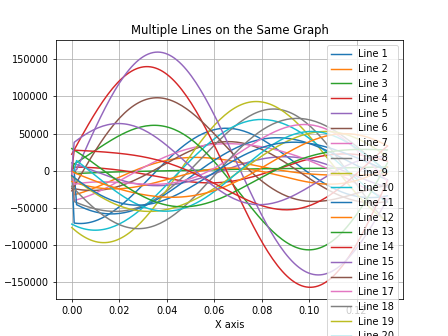 Multiple Lines on the Same Graph
150000
100000
50000
0
−50000
−100000
−150000
0.00
0.02
0.04
0.06
0.08
0.10
X axis
Line 1
Line 2
Line 3
Line 4
Line 5
Line 6
Line 7
Line 8
Line 9
Line 10
Line 11
Line 12
Line 13
Line 14
Line 15
Line 16
Line 17
Line 18
Line 19
Line 20